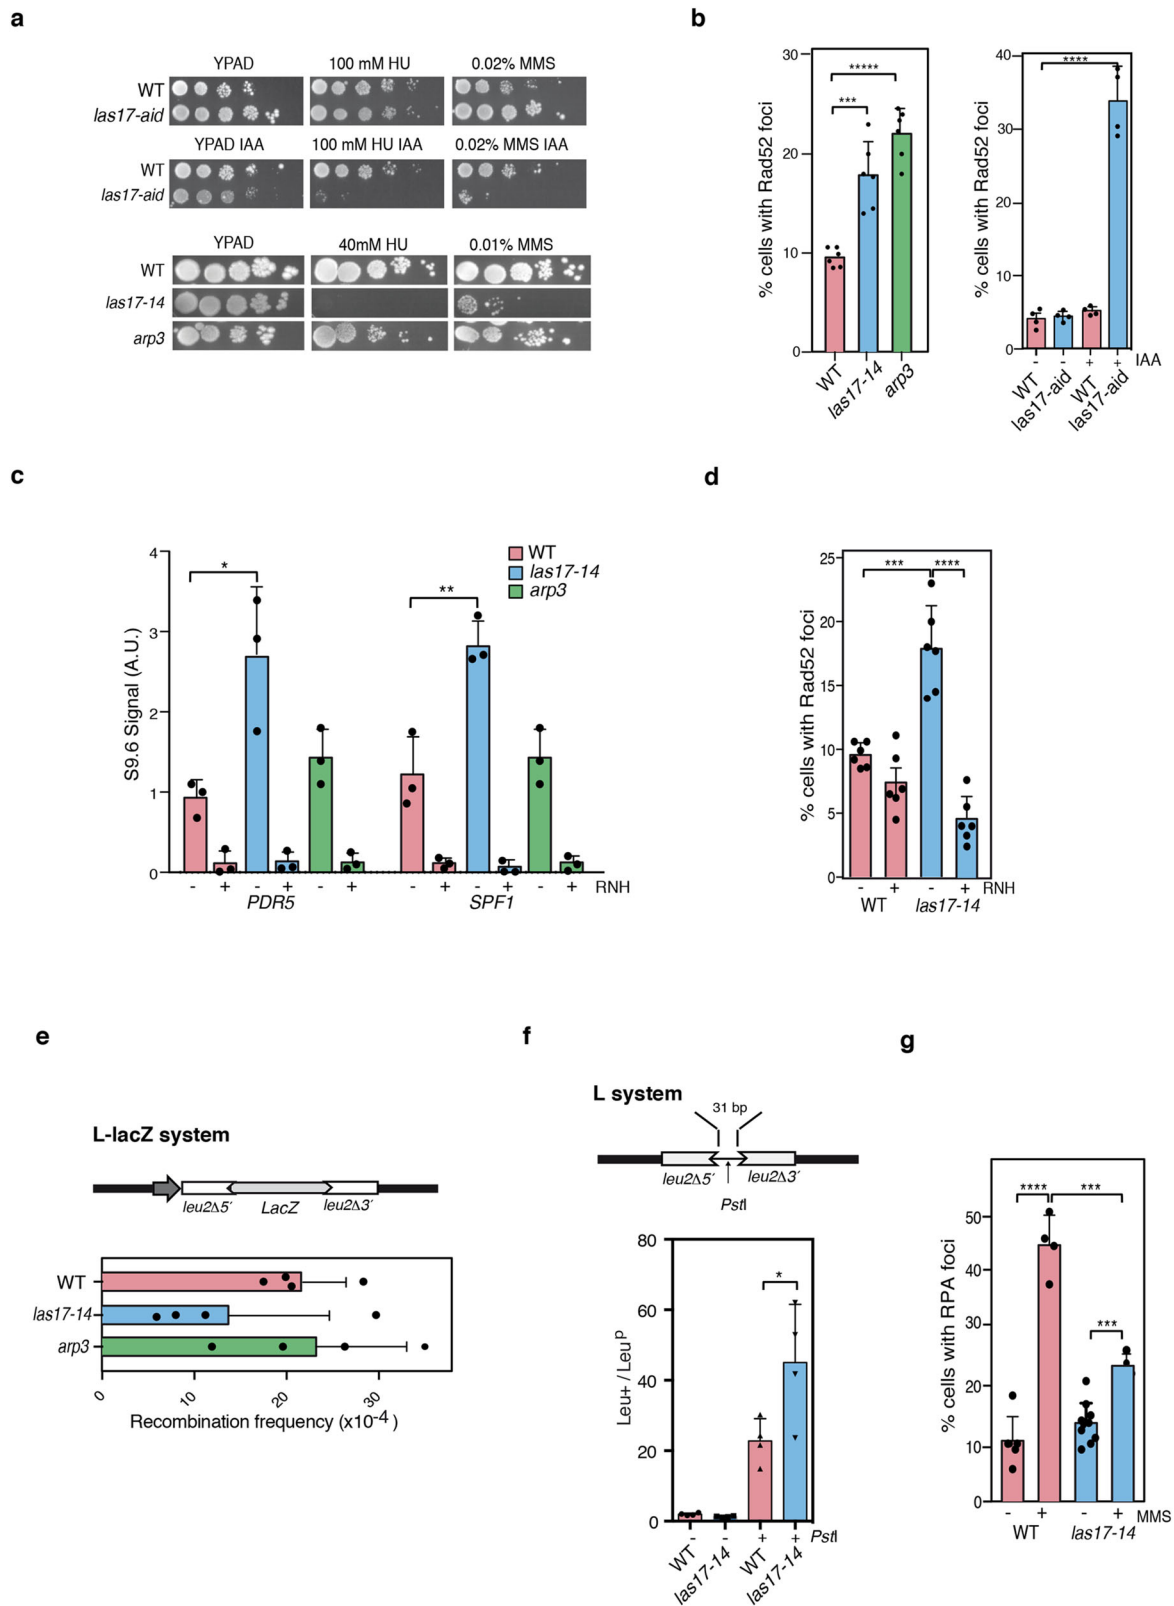 a
YPAD 100 mM HU 0.02% MMS
WT
las17-aid
YPAD IAA 100 mM HU IAA 0.02% MMS IAA
WT
las17-aid
YPAD 40mM HU 0.01% MMS
WT
las17-14
arp3
b
% cells with Rad52 foci
30
20
10
0
*****
***
WT las17-14 arp3
% cells with Rad52 foci
40
30
20
10
0
****
- - + + IAA
WT las17-aid WT las17-aid
c
S9.6 Signal (A.U.)
4
3
2
1
0
* **
WT
las17-14
arp3
- + - + - + - + - + - + RNH
PDR5 SPF1
d
% cells with Rad52 foci
25
20
15
10
5
0
*** ****
- + - + RNH
WT las17-14
e
L-lacZ system
leu2Δ5´ LacZ leu2Δ3´
WT
las17-14
arp3
0 10 20 30
Recombination frequency (x10-4 )
f
L system
31 bp
leu2Δ5´ leu2Δ3´
PstI
Leu+ / Leuᵖ
80
60
40
20
0
*
- - + + PstI
WT las17-14 WT las17-14
g
% cells with RPA foci
50
40
30
20
10
0
**** ***
***
- + - + MMS
WT las17-14